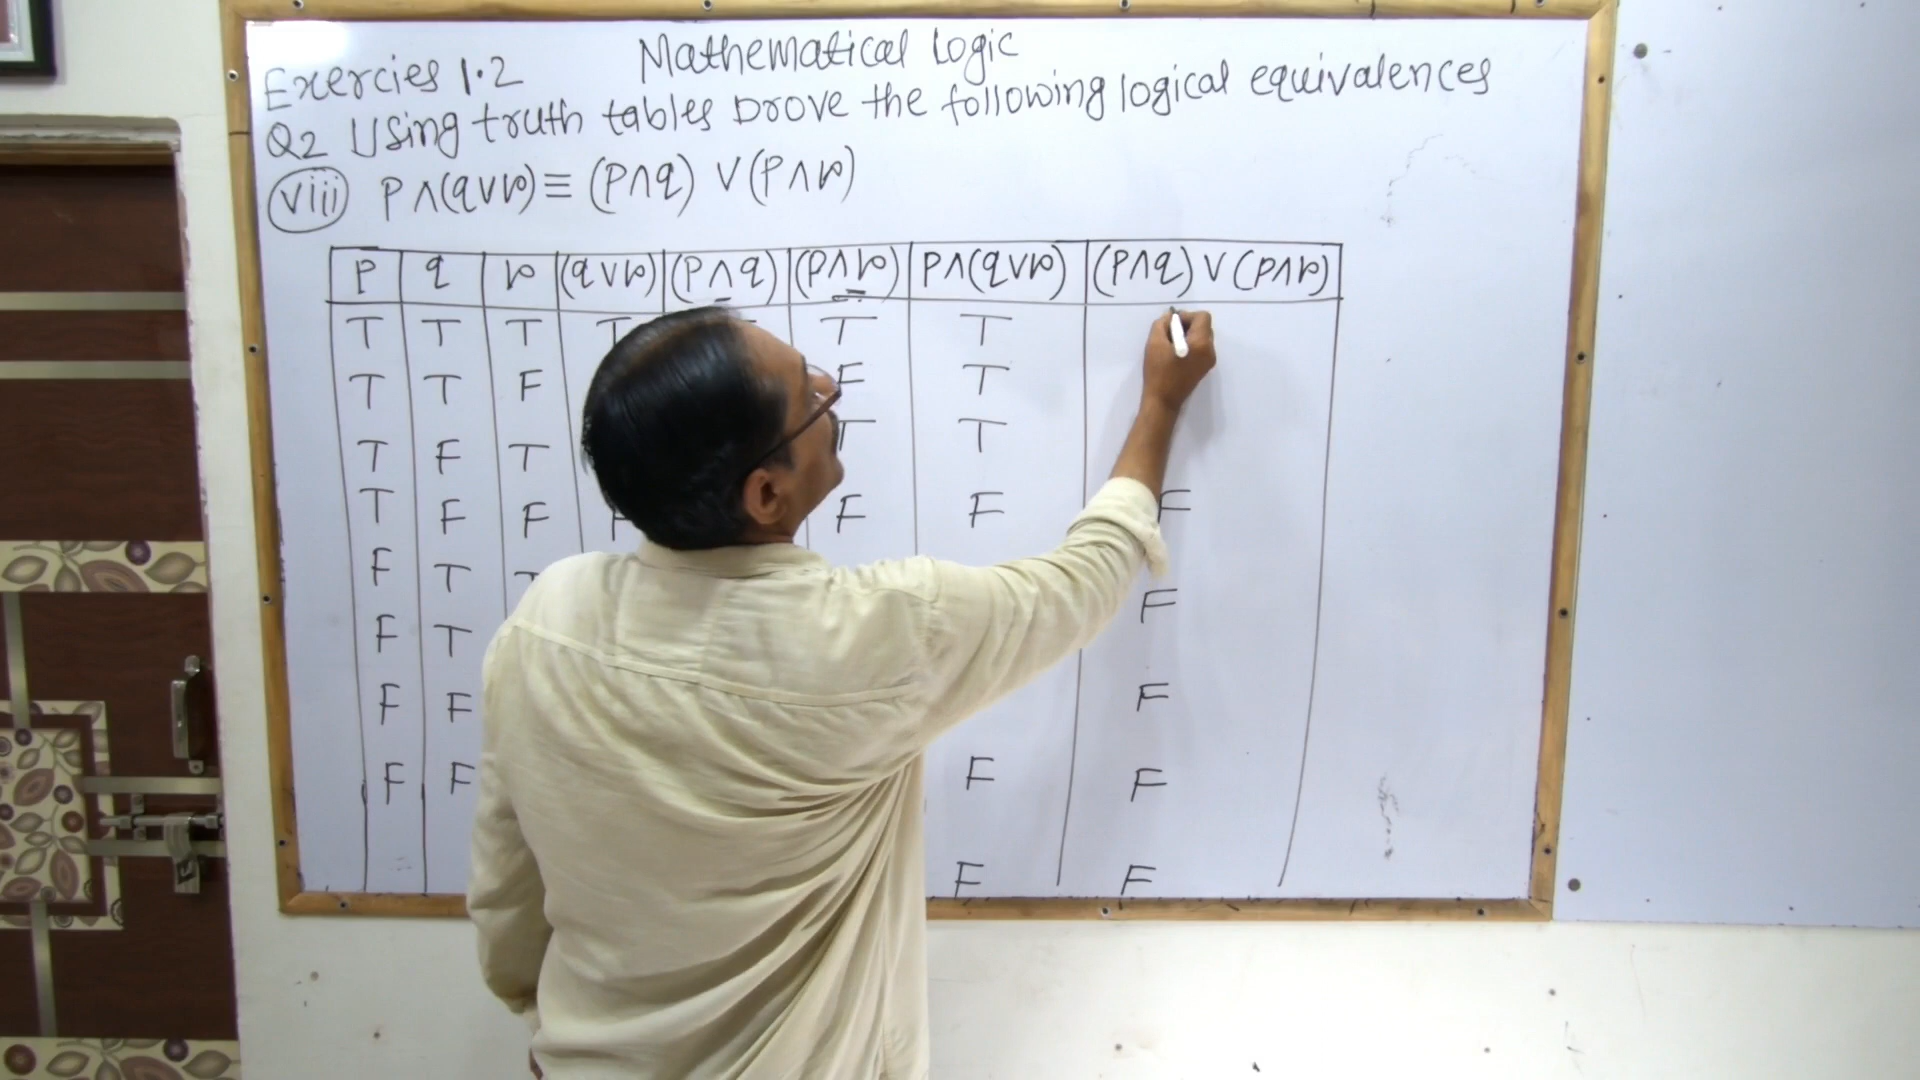 Mathematical Logic
Exercies 1.2
Q2 Using truth tables prove the following logical equivalences
(viii) p∧(q∨r) ≡ (p∧q) ∨ (p∧r)
p q r (q∨r) (p∧q) (p∧r) p∧(q∨r) (p∧q)∨(p∧r)
T T T T T T
T T F F T
T F T T T
T F F F F F F
F T T F
F T F
F F F F
F F F F